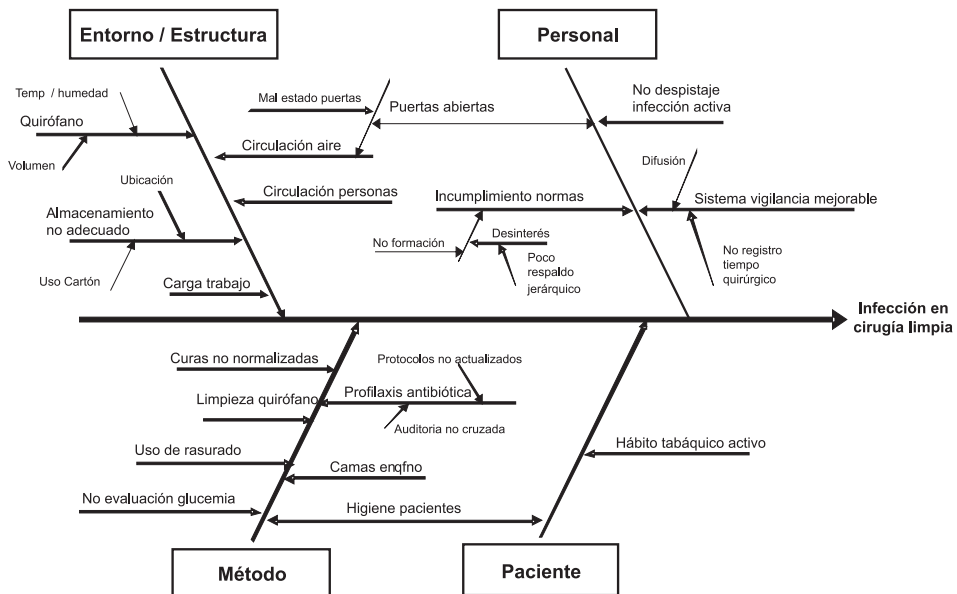 Entorno / Estructura
Personal
Temp / humedad
Mal estado puertas
Puertas abiertas
No despistaje
infección activa
Quirófano
Volumen
Circulación aire
Difusión
Ubicación
Circulación personas
Incumplimiento normas
Sistema vigilancia mejorable
Almacenamiento
no adecuado
No formación
Desinterés
Poco
respaldo
jerárquico
No registro
tiempo
quirúrgico
Uso Cartón
Carga trabajo
Infección en
cirugía limpia
Curas no normalizadas
Protocolos no actualizados
Limpieza quirófano
Profilaxis antibiótica
Auditoria no cruzada
Uso de rasurado
Hábito tabáquico activo
Camas enqfno
No evaluación glucemia
Higiene pacientes
Método
Paciente